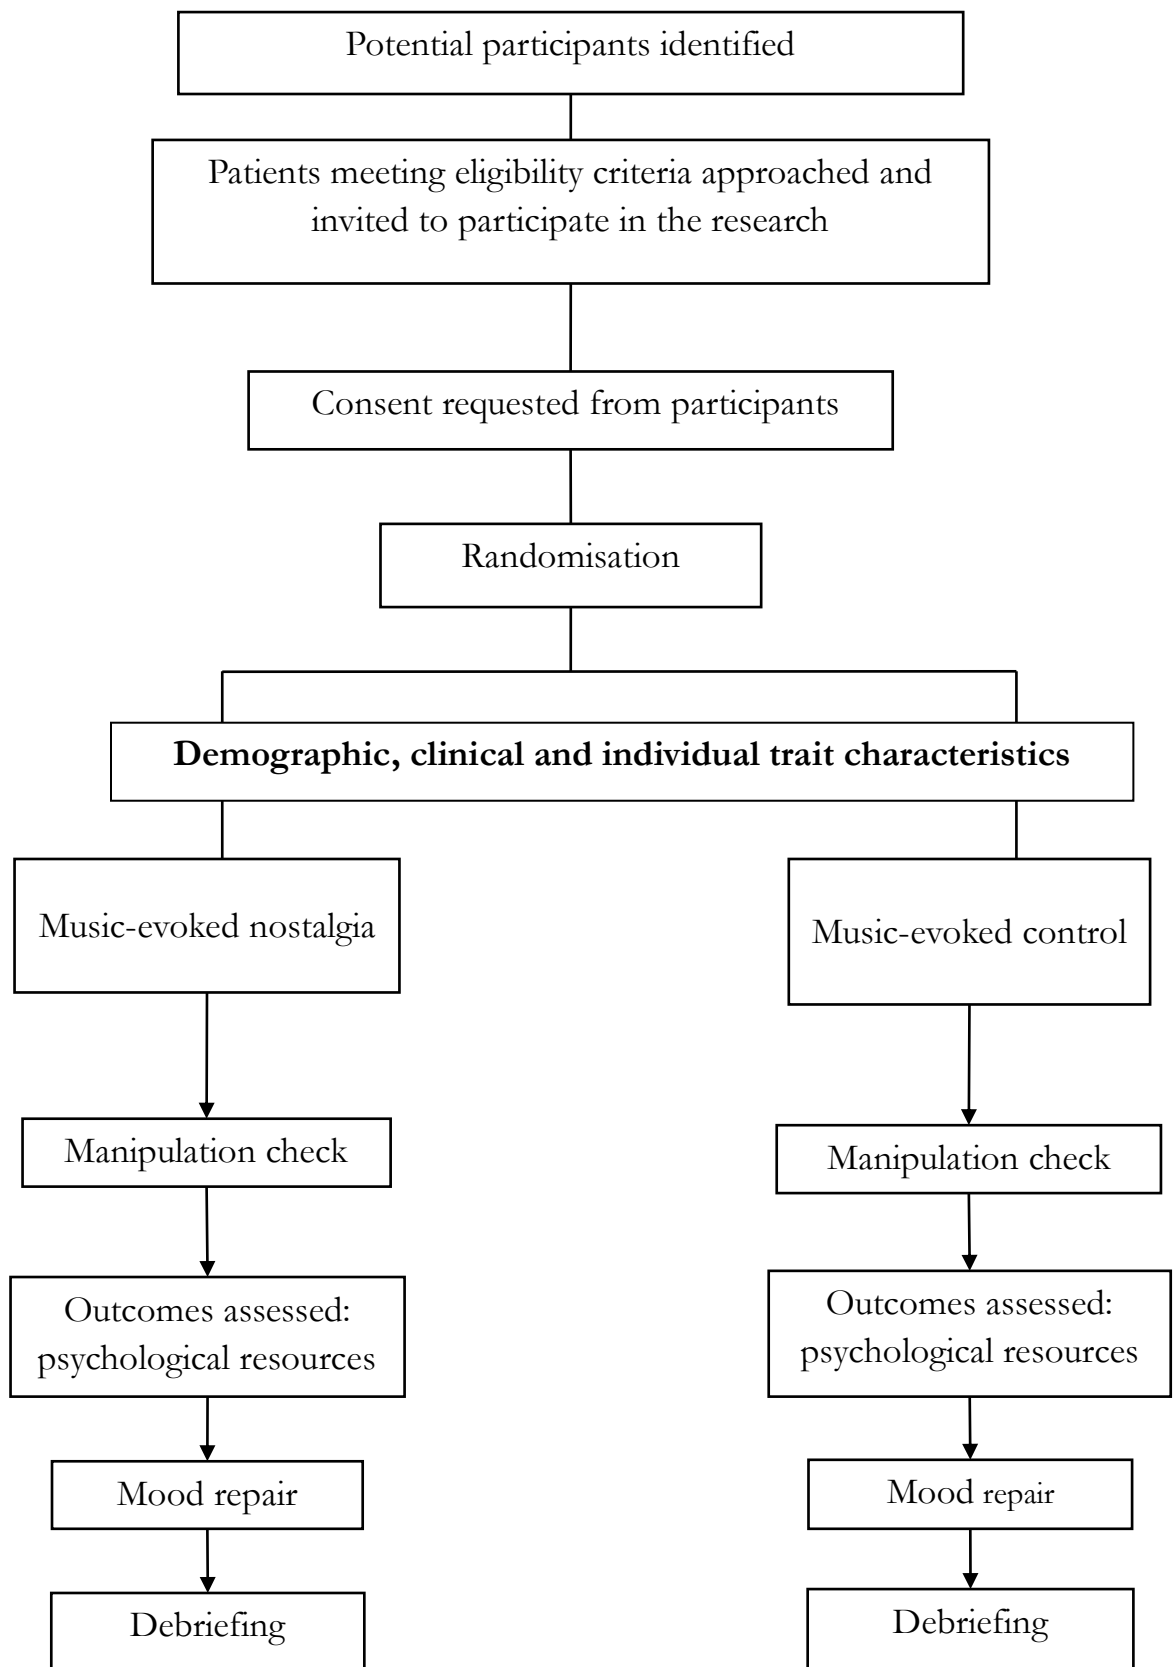 Potential participants identified
Patients meeting eligibility criteria approached and
invited to participate in the research
Consent requested from participants
Randomisation
Demographic, clinical and individual trait characteristics
Music-evoked nostalgia
Music-evoked control
Manipulation check
Manipulation check
Outcomes assessed:
psychological resources
Outcomes assessed:
psychological resources
Mood repair
Mood repair
Debriefing
Debriefing